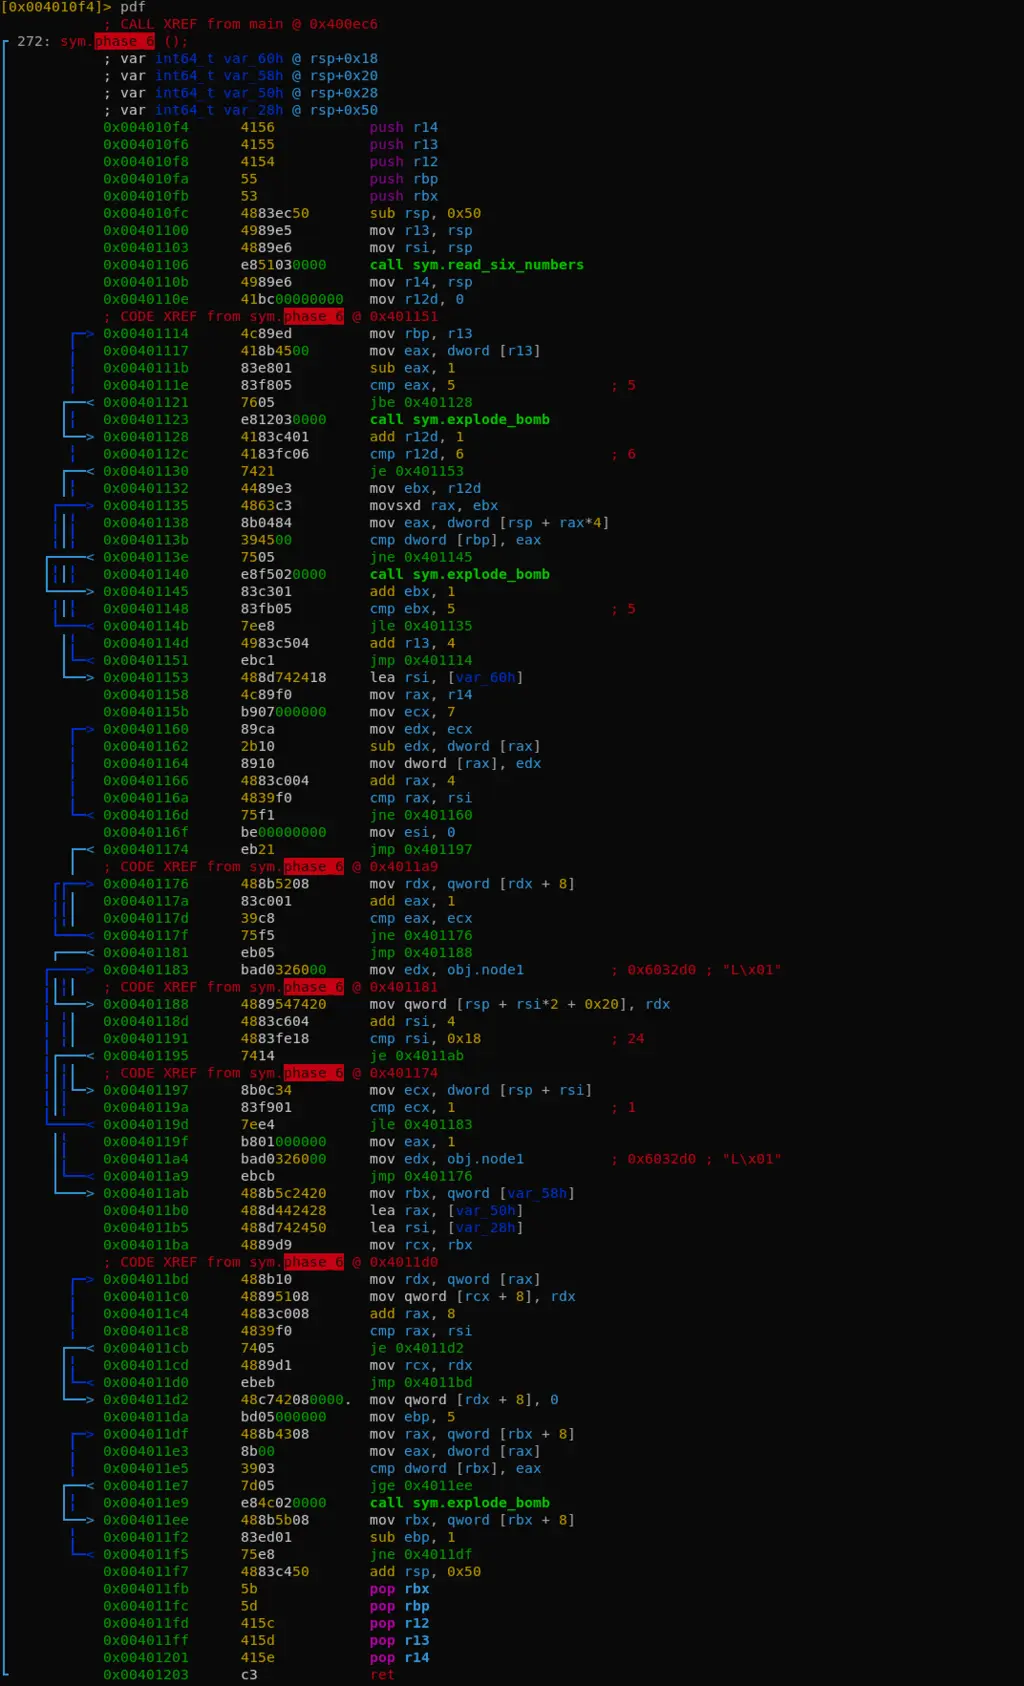 [0x004010f4]> pdf
; CALL XREF from main @ 0x400ec6
272: sym.phase_6 ();
; var int64_t var_60h @ rsp+0x18
; var int64_t var_58h @ rsp+0x20
; var int64_t var_50h @ rsp+0x28
; var int64_t var_28h @ rsp+0x50
0x004010f4 4156 push r14
0x004010f6 4155 push r13
0x004010f8 4154 push r12
0x004010fa 55 push rbp
0x004010fb 53 push rbx
0x004010fc 4883ec50 sub rsp, 0x50
0x00401100 4989e5 mov r13, rsp
0x00401103 4889e6 mov rsi, rsp
0x00401106 e851030000 call sym.read_six_numbers
0x0040110b 4989e6 mov r14, rsp
0x0040110e 41bc00000000 mov r12d, 0
; CODE XREF from sym.phase_6 @ 0x401151
0x00401114 4c89ed mov rbp, r13
0x00401117 418b4500 mov eax, dword [r13]
0x0040111b 83e801 sub eax, 1
0x0040111e 83f805 cmp eax, 5 ; 5
0x00401121 7605 jbe 0x401128
0x00401123 e812030000 call sym.explode_bomb
0x00401128 4183c401 add r12d, 1
0x0040112c 4183fc06 cmp r12d, 6 ; 6
0x00401130 7421 je 0x401153
0x00401132 4489e3 mov ebx, r12d
0x00401135 4863c3 movsxd rax, ebx
0x00401138 8b0484 mov eax, dword [rsp + rax*4]
0x0040113b 394500 cmp dword [rbp], eax
0x0040113e 7505 jne 0x401145
0x00401140 e8f5020000 call sym.explode_bomb
0x00401145 83c301 add ebx, 1
0x00401148 83fb05 cmp ebx, 5 ; 5
0x0040114b 7ee8 jle 0x401135
0x0040114d 4983c504 add r13, 4
0x00401151 ebc1 jmp 0x401114
0x00401153 488d742418 lea rsi, [var_60h]
0x00401158 4c89f0 mov rax, r14
0x0040115b b907000000 mov ecx, 7
0x00401160 89ca mov edx, ecx
0x00401162 2b10 sub edx, dword [rax]
0x00401164 8910 mov dword [rax], edx
0x00401166 4883c004 add rax, 4
0x0040116a 4839f0 cmp rax, rsi
0x0040116d 75f1 jne 0x401160
0x0040116f be00000000 mov esi, 0
0x00401174 eb21 jmp 0x401197
; CODE XREF from sym.phase_6 @ 0x4011a9
0x00401176 488b5208 mov rdx, qword [rdx + 8]
0x0040117a 83c001 add eax, 1
0x0040117d 39c8 cmp eax, ecx
0x0040117f 75f5 jne 0x401176
0x00401181 eb05 jmp 0x401188
0x00401183 bad0326000 mov edx, obj.node1 ; 0x6032d0 ; "L\x01"
; CODE XREF from sym.phase_6 @ 0x401181
0x00401188 4889547420 mov qword [rsp + rsi*2 + 0x20], rdx
0x0040118d 4883c604 add rsi, 4
0x00401191 4883fe18 cmp rsi, 0x18 ; 24
0x00401195 7414 je 0x4011ab
; CODE XREF from sym.phase_6 @ 0x401174
0x00401197 8b0c34 mov ecx, dword [rsp + rsi]
0x0040119a 83f901 cmp ecx, 1 ; 1
0x0040119d 7ee4 jle 0x401183
0x0040119f b801000000 mov eax, 1
0x004011a4 bad0326000 mov edx, obj.node1 ; 0x6032d0 ; "L\x01"
0x004011a9 ebcb jmp 0x401176
0x004011ab 488b5c2420 mov rbx, qword [var_58h]
0x004011b0 488d442428 lea rax, [var_50h]
0x004011b5 488d742450 lea rsi, [var_28h]
0x004011ba 4889d9 mov rcx, rbx
; CODE XREF from sym.phase_6 @ 0x4011d0
0x004011bd 488b10 mov rdx, qword [rax]
0x004011c0 48895108 mov qword [rcx + 8], rdx
0x004011c4 4883c008 add rax, 8
0x004011c8 4839f0 cmp rax, rsi
0x004011cb 7405 je 0x4011d2
0x004011cd 4889d1 mov rcx, rdx
0x004011d0 ebeb jmp 0x4011bd
0x004011d2 48c742080000. mov qword [rdx + 8], 0
0x004011da bd05000000 mov ebp, 5
0x004011df 488b4308 mov rax, qword [rbx + 8]
0x004011e3 8b00 mov eax, dword [rax]
0x004011e5 3903 cmp dword [rbx], eax
0x004011e7 7d05 jge 0x4011ee
0x004011e9 e84c020000 call sym.explode_bomb
0x004011ee 488b5b08 mov rbx, qword [rbx + 8]
0x004011f2 83ed01 sub ebp, 1
0x004011f5 75e8 jne 0x4011df
0x004011f7 4883c450 add rsp, 0x50
0x004011fb 5b pop rbx
0x004011fc 5d pop rbp
0x004011fd 415c pop r12
0x004011ff 415d pop r13
0x00401201 415e pop r14
0x00401203 c3 ret